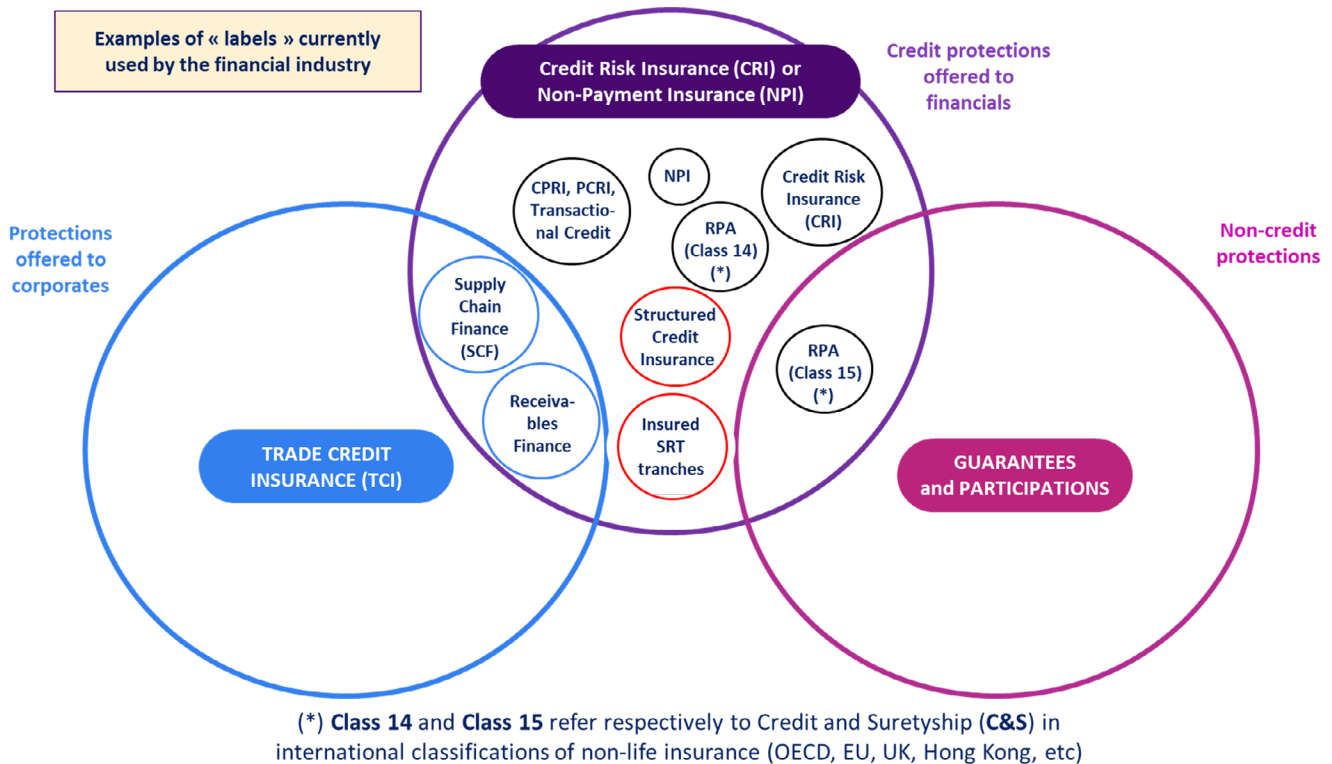 Examples of « labels » currently
used by the financial industry
Credit Risk Insurance (CRI) or
Non-Payment Insurance (NPI)
Credit protections
offered to
financials
Protections
offered to
corporates
Non-credit
protections
CPRI, PCRI,
Transactio-
nal Credit
NPI
Credit Risk
Insurance
(CRI)
RPA
(Class 14)
(*)
Supply
Chain
Finance
(SCF)
Structured
Credit
Insurance
RPA
(Class 15)
(*)
Receiva-
bles
Finance
Insured
SRT
tranches
TRADE CREDIT
INSURANCE (TCI)
GUARANTEES
and PARTICIPATIONS
(*) Class 14 and Class 15 refer respectively to Credit and Suretyship (C&S) in
international classifications of non-life insurance (OECD, EU, UK, Hong Kong, etc)